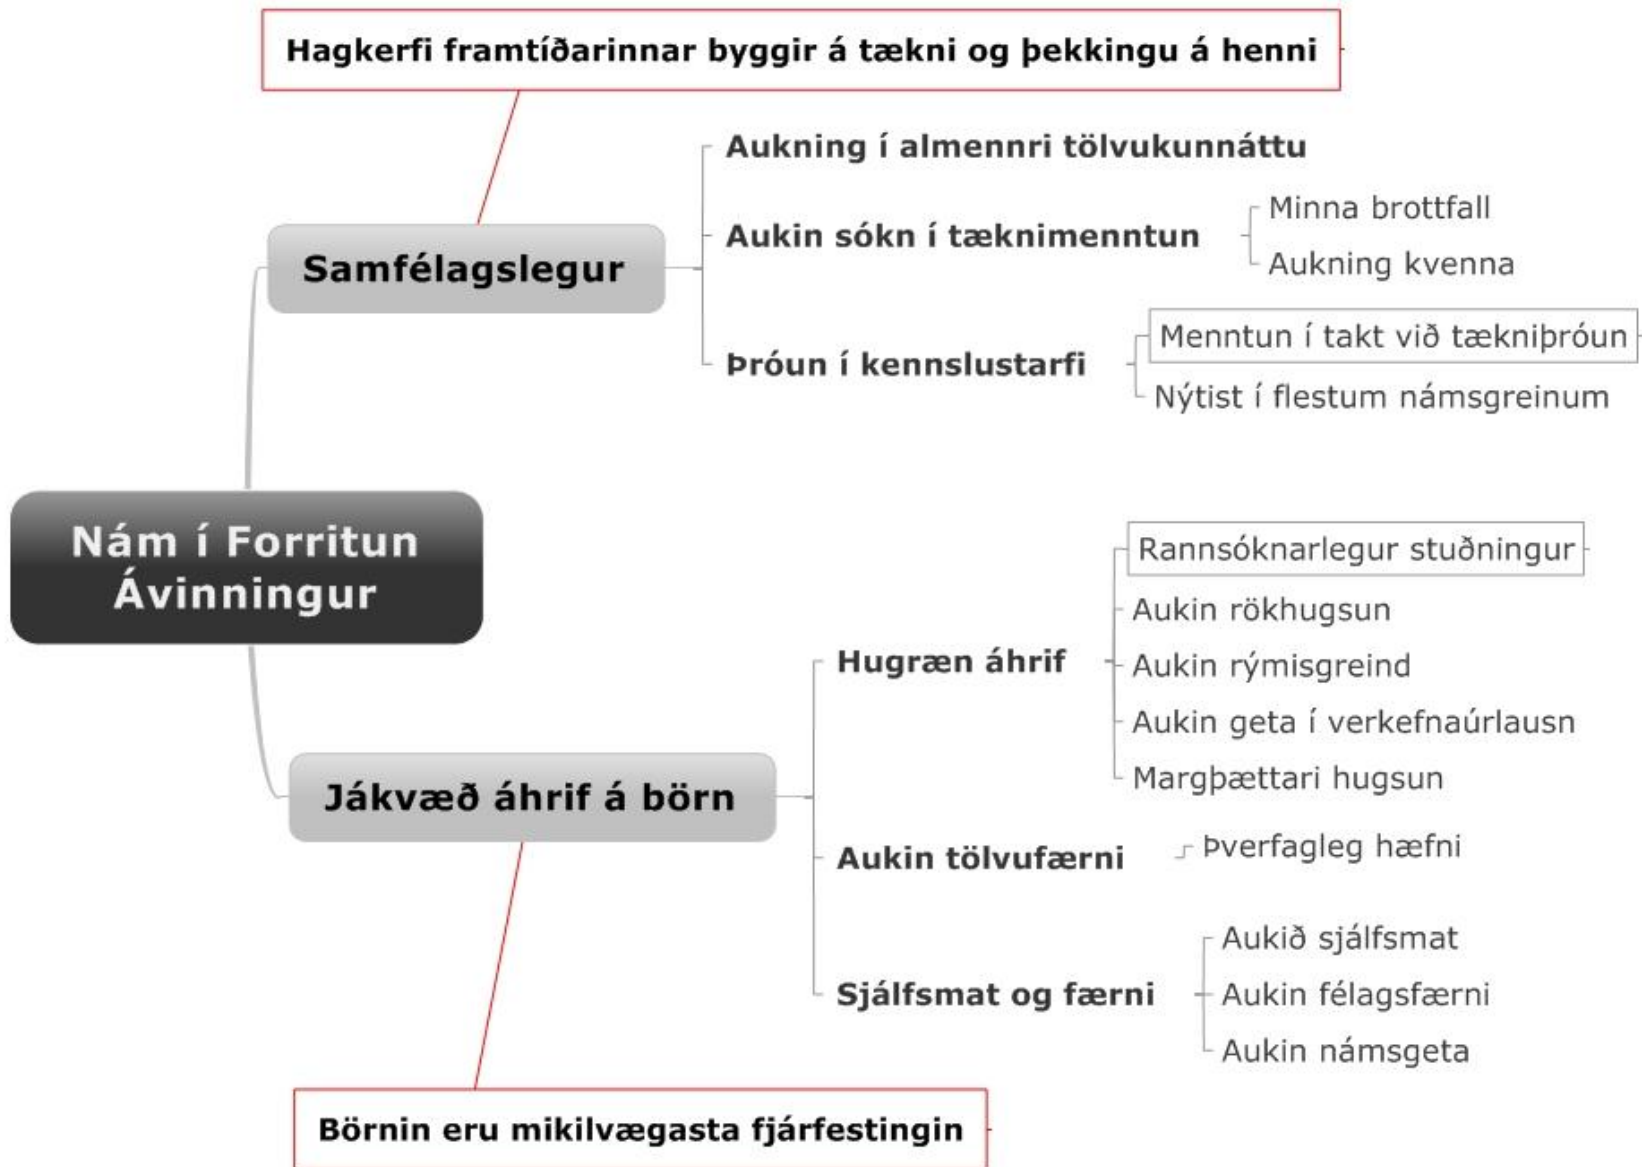 Hagkerfi framtíðarinnar byggir á tækni og þekkingu á henni
Samfélagslegur
Aukning í almennri tölvukunnáttu
Aukin sókn í tæknimenntun
Minna brottfall
Aukning kvenna
Þróun í kennslustarfi
Menntun í takt við tækniþróun
Nýtist í flestum námsgreinum
Nám í Forritun
Ávinningur
Jákvæð áhrif á börn
Hugræn áhrif
Rannsóknarlegur stuðningur
Aukin rökhugsun
Aukin rýmisgreind
Aukin geta í verkefnaúrlausn
Margþættari hugsun
Aukin tölvufærni
Þverfagleg hæfni
Sjálfsmat og færni
Aukið sjálfsmat
Aukin félagsfærni
Aukin námsgeta
Börnin eru mikilvægasta fjárfestingin